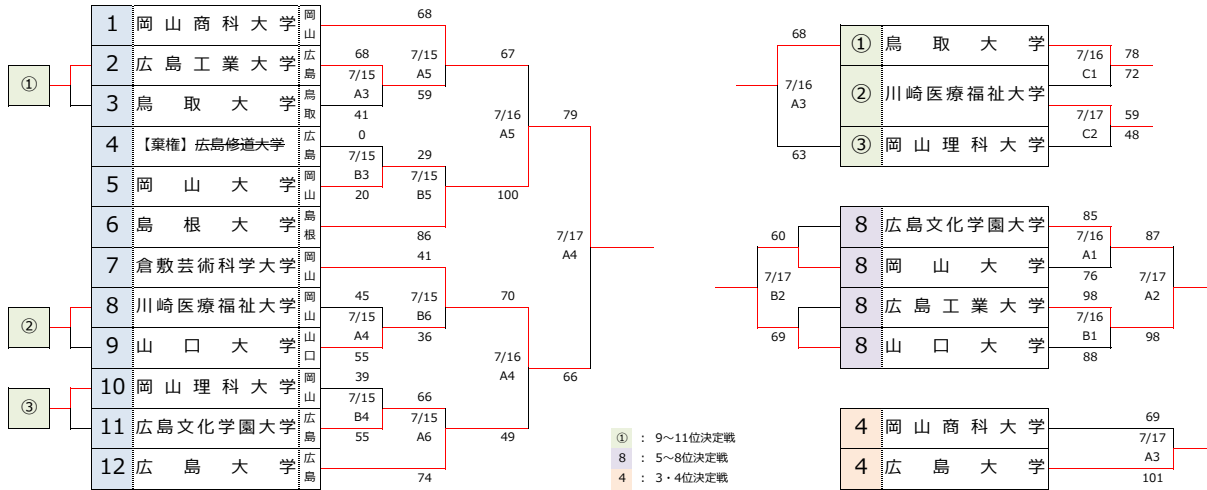 1 岡山商科大学 岡山
2 広島工業大学 広島
3 鳥取大学 鳥取
4 【棄権】広島修道大学 広島
5 岡山大学 岡山
6 島根大学 島根
7 倉敷芸術科学大学 岡山
8 川崎医療福祉大学 岡山
9 山口大学 山口
10 岡山理科大学 岡山
11 広島文化学園大学 広島
12 広島大学 広島
①
②
③
68
7/15
A3
41
0
7/15
B3
20
45
7/15
A4
55
39
7/15
B4
55
68
7/15
A5
59
29
7/15
B5
86
41
7/15
B6
36
66
7/15
A6
74
67
7/16
A5
100
70
7/16
A4
49
79
7/17
A4
66
① 鳥取大学
② 川崎医療福祉大学
③ 岡山理科大学
68
7/16
A3
63
7/16
C1
78
72
7/17
C2
59
48
8 広島文化学園大学
8 岡山大学
8 広島工業大学
8 山口大学
60
7/17
B2
69
85
7/16
A1
76
98
7/16
B1
88
87
7/17
A2
98
4 岡山商科大学
4 広島大学
69
7/17
A3
101
① : 9～11位決定戦
8 : 5～8位決定戦
4 : 3・4位決定戦